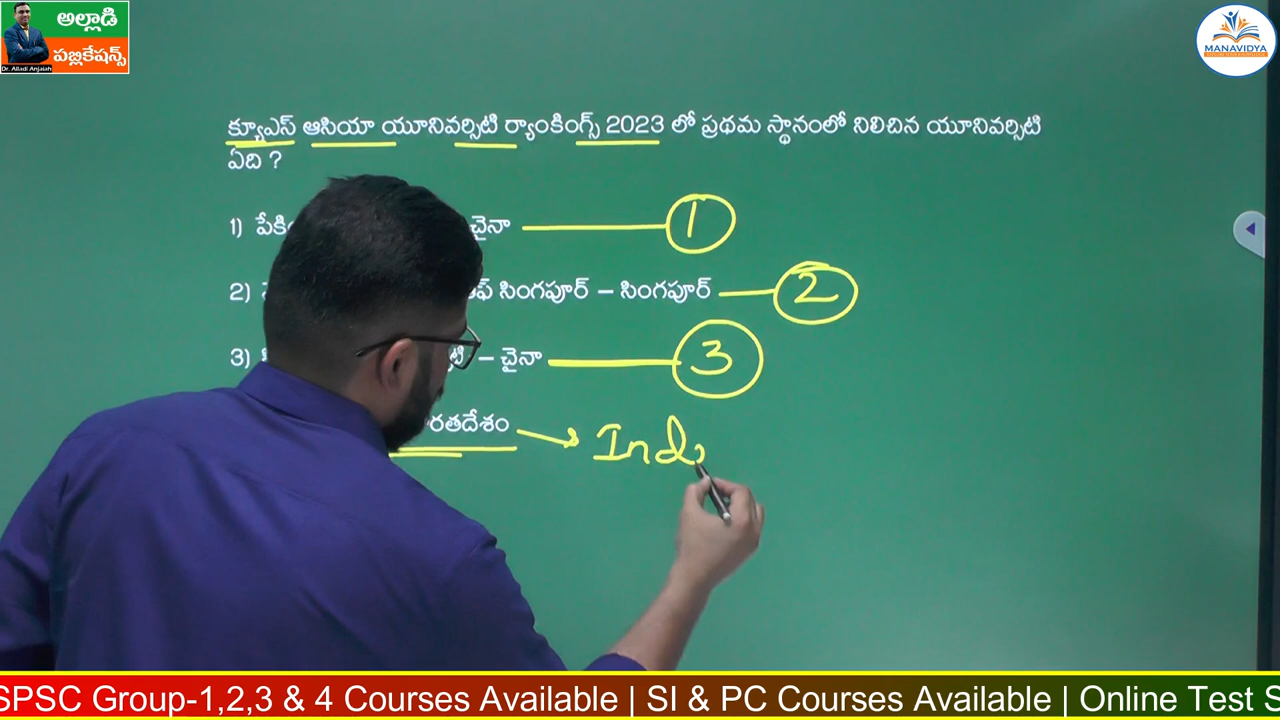 అల్లాడి
పబ్లికేషన్స్
Dr. Alladi Anjaiah
MANAVIDYA
క్యూఎస్ ఆసియా యూనివర్సిటి ర్యాంకింగ్స్ 2023 లో ప్రథమ స్థానంలో నిలిచిన యూనివర్సిటి
ఏది ?
1) చైనా 1
2) సింగపూర్ – సింగపూర్ 2
3) – చైనా 3
Ind
SPSC Group-1,2,3 & 4 Courses Available | SI & PC Courses Available | Online Test S